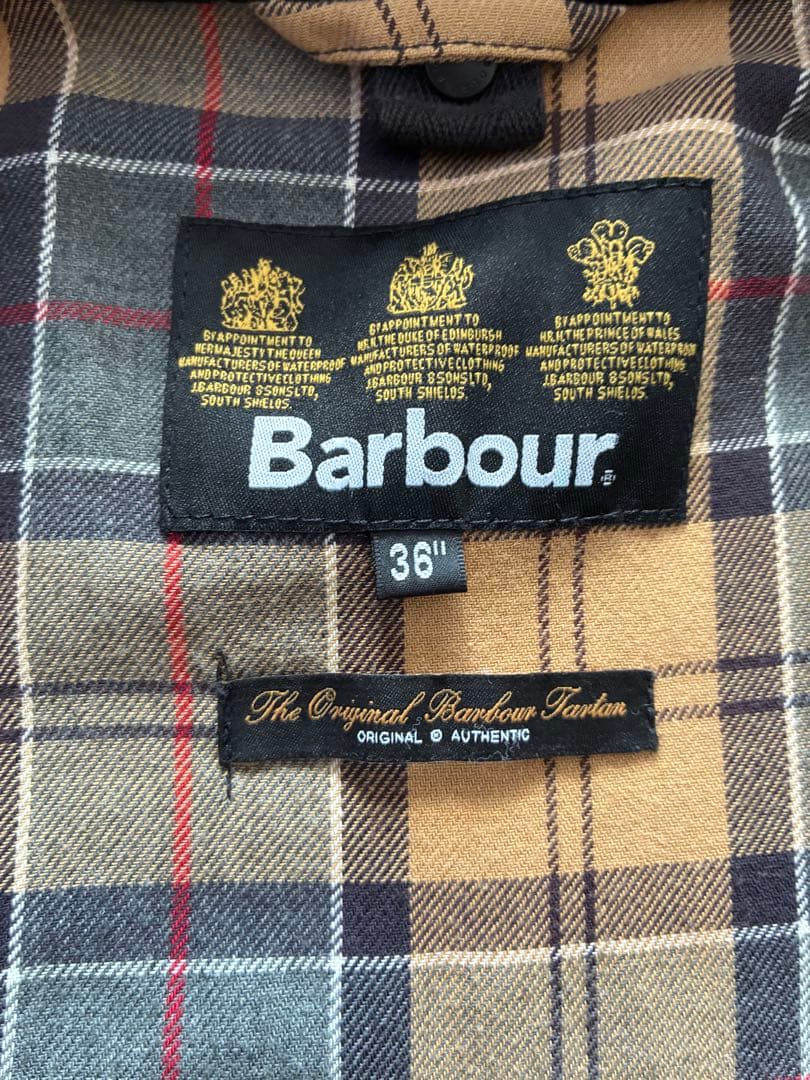 BY APPOINTMENT TO
HER MAJESTY THE QUEEN
MANUFACTURERS OF WATERPROOF
AND PROTECTIVE CLOTHING
J.BARBOUR & SONS LTD,
SOUTH SHIELDS.
BY APPOINTMENT TO
H.R.H. THE DUKE OF EDINBURGH
MANUFACTURERS OF WATERPROOF
AND PROTECTIVE CLOTHING
J.BARBOUR & SONS LTD,
SOUTH SHIELDS.
BY APPOINTMENT TO
H.R.H. THE PRINCE OF WALES
MANUFACTURERS OF WATERPROOF
AND PROTECTIVE CLOTHING
J.BARBOUR & SONS LTD,
SOUTH SHIELDS.
Barbour®
36"
The Original Barbour Tartan
ORIGINAL & AUTHENTIC